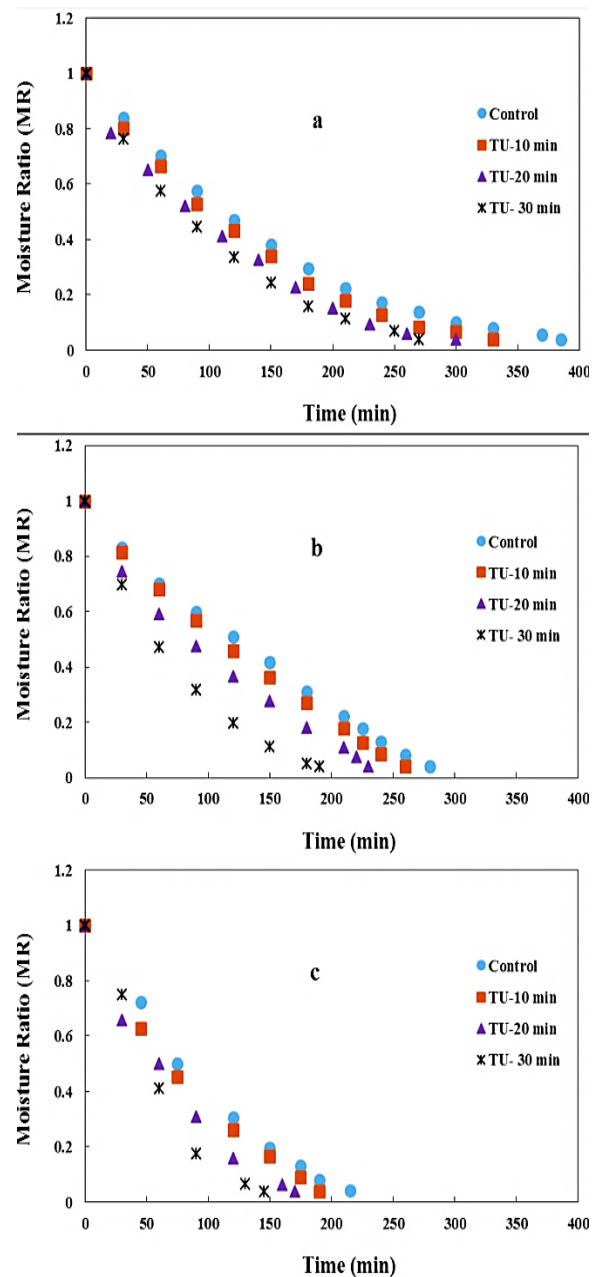 1.2
1
0.8
0.6
0.4
0.2
0
Moisture Ratio (MR)
a
Control
TU-10 min
TU-20 min
TU- 30 min
0 50 100 150 200 250 300 350 400
Time (min)
1.2
1
0.8
0.6
0.4
0.2
0
Moisture Ratio (MR)
b
Control
TU-10 min
TU-20 min
TU- 30 min
0 50 100 150 200 250 300 350 400
Time (min)
1.2
1
0.8
0.6
0.4
0.2
0
Moisture Ratio (MR)
c
Control
TU-10 min
TU-20 min
TU- 30 min
0 50 100 150 200 250 300 350 400
Time (min)